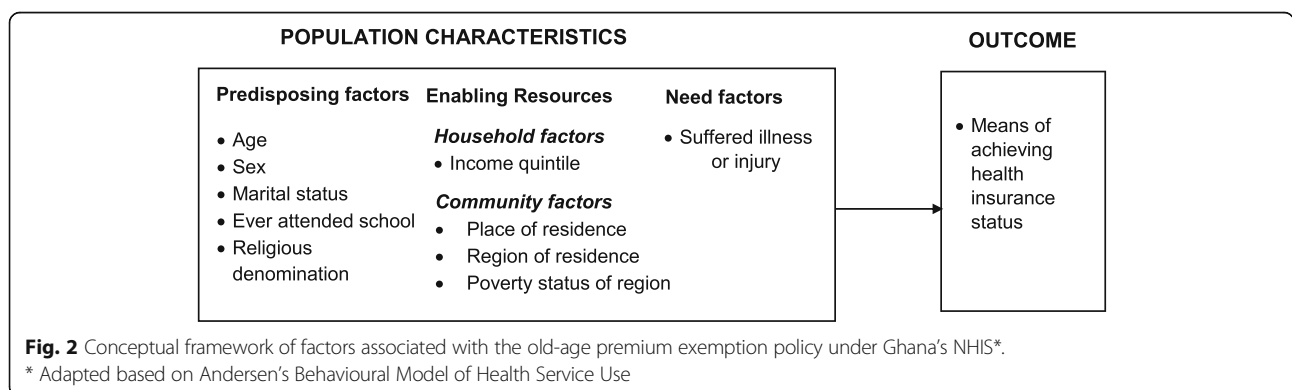 POPULATION CHARACTERISTICS
OUTCOME
Predisposing factors
• Age
• Sex
• Marital status
• Ever attended school
• Religious
denomination
Enabling Resources
Household factors
• Income quintile
Community factors
• Place of residence
• Region of residence
• Poverty status of region
Need factors
• Suffered illness
or injury
• Means of
achieving
health
insurance
status
Fig. 2 Conceptual framework of factors associated with the old-age premium exemption policy under Ghana’s NHIS*.
* Adapted based on Andersen’s Behavioural Model of Health Service Use